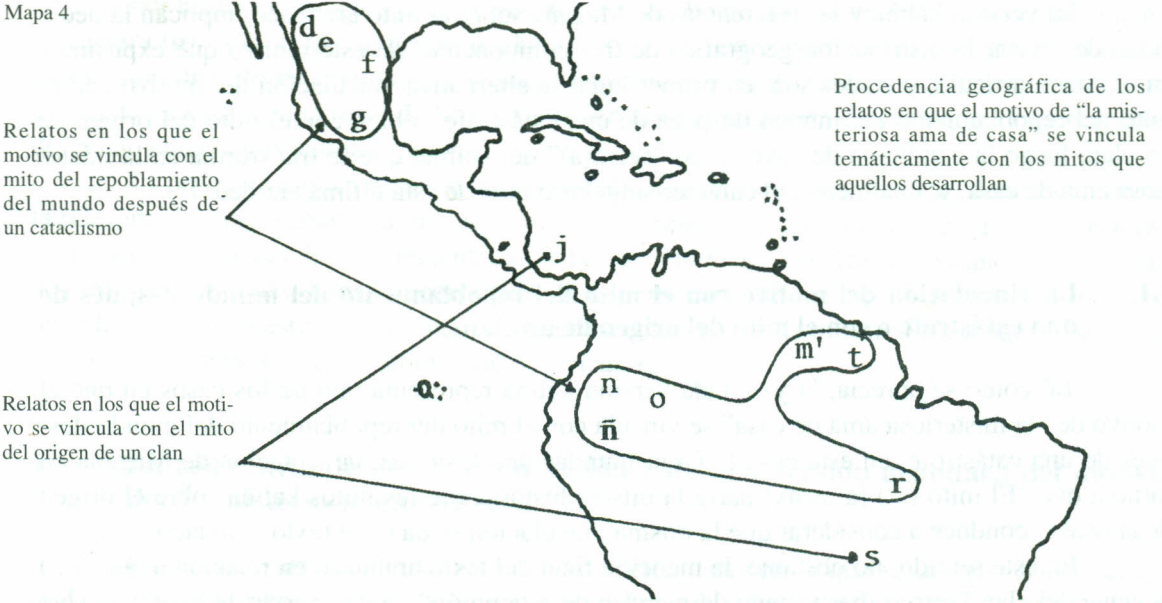 Mapa 4
Relatos en los que el
motivo se vincula con el
mito del repoblamiento
del mundo después de
un cataclismo
Relatos en los que el moti-
vo se vincula con el mito
del origen de un clan
Procedencia geográfica de los
relatos en que el motivo de “la mis-
teriosa ama de casa” se vincula
temáticamente con los mitos que
aquellos desarrollan
d
e
f
g
j
m'
t
n
o
ñ
r
s